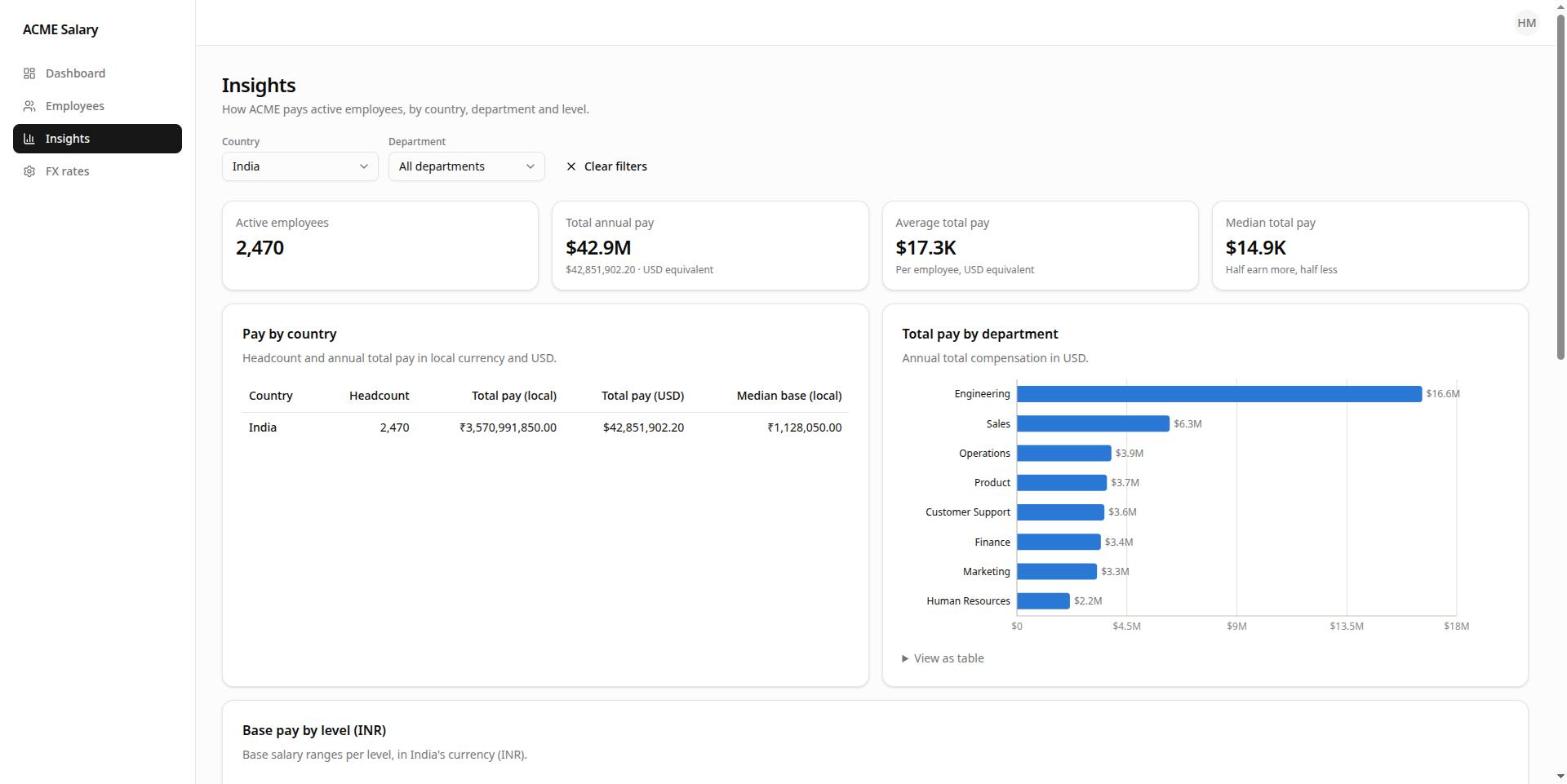 ACME Salary
Dashboard
Employees
Insights
FX rates
HM
Insights
How ACME pays active employees, by country, department and level.
Country
Department
India
All departments
Clear filters
Active employees
2,470
Total annual pay
$42.9M
$42,851,902.20 · USD equivalent
Average total pay
$17.3K
Per employee, USD equivalent
Median total pay
$14.9K
Half earn more, half less
Pay by country
Headcount and annual total pay in local currency and USD.
Country Headcount Total pay (local) Total pay (USD) Median base (local)
India 2,470 ₹3,570,991,850.00 $42,851,902.20 ₹1,128,050.00
Total pay by department
Annual total compensation in USD.
Engineering $16.6M
Sales $6.3M
Operations $3.9M
Product $3.7M
Customer Support $3.6M
Finance $3.4M
Marketing $3.3M
Human Resources $2.2M
$0 $4.5M $9M $13.5M $18M
View as table
Base pay by level (INR)
Base salary ranges per level, in India's currency (INR).